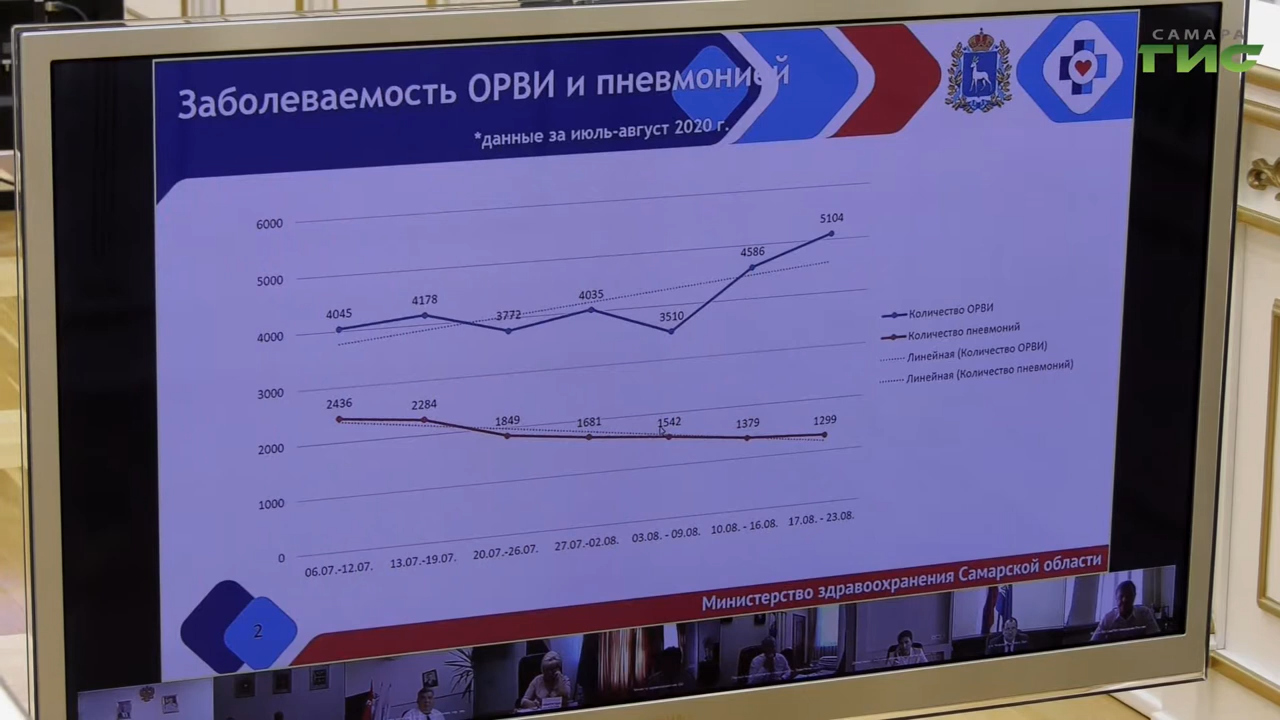 САМАРА
ГИС
Заболеваемость ОРВИ и пневмонией
*данные за июль-август 2020 г.
6000
5000
4000
3000
2000
1000
0
4045
4178
3772
4035
3510
4586
5104
2436
2284
1849
1681
1542
1379
1299
06.07.-12.07.
13.07.-19.07.
20.07.-26.07.
27.07.-02.08.
03.08. - 09.08.
10.08. - 16.08.
17.08. - 23.08.
Количество ОРВИ
Количество пневмоний
Линейная (Количество ОРВИ)
Линейная (Количество пневмоний)
Министерство здравоохранения Самарской области
2